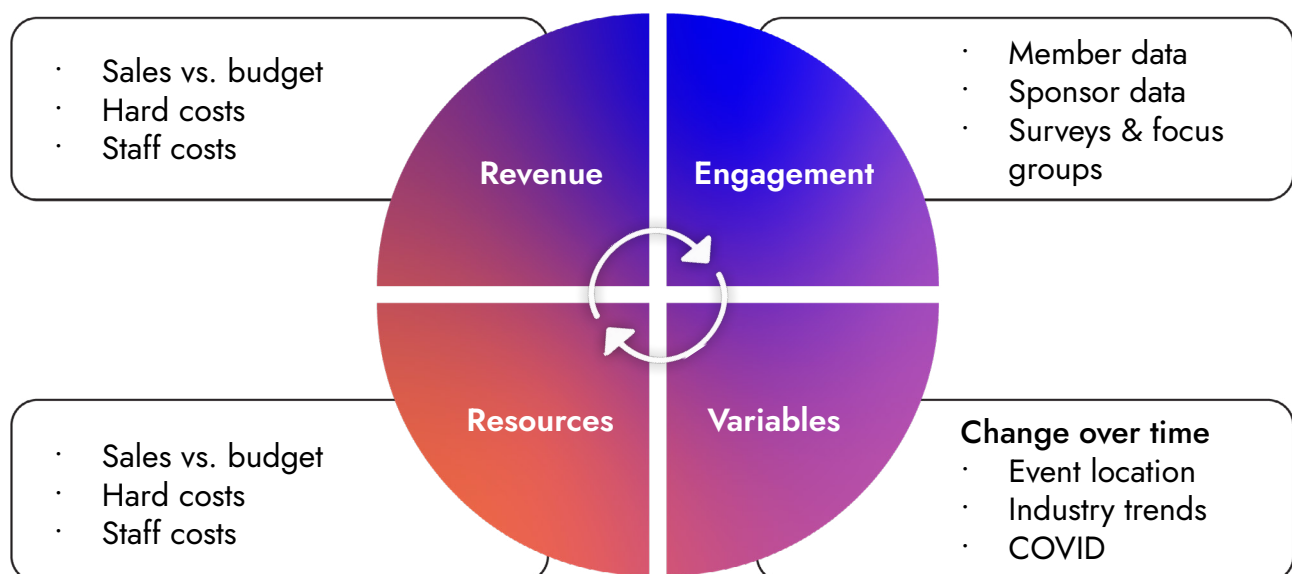 · Sales vs. budget
· Hard costs
· Staff costs
Revenue
Engagement
· Member data
· Sponsor data
· Surveys & focus
groups
Resources
· Sales vs. budget
· Hard costs
· Staff costs
Variables
Change over time
· Event location
· Industry trends
· COVID